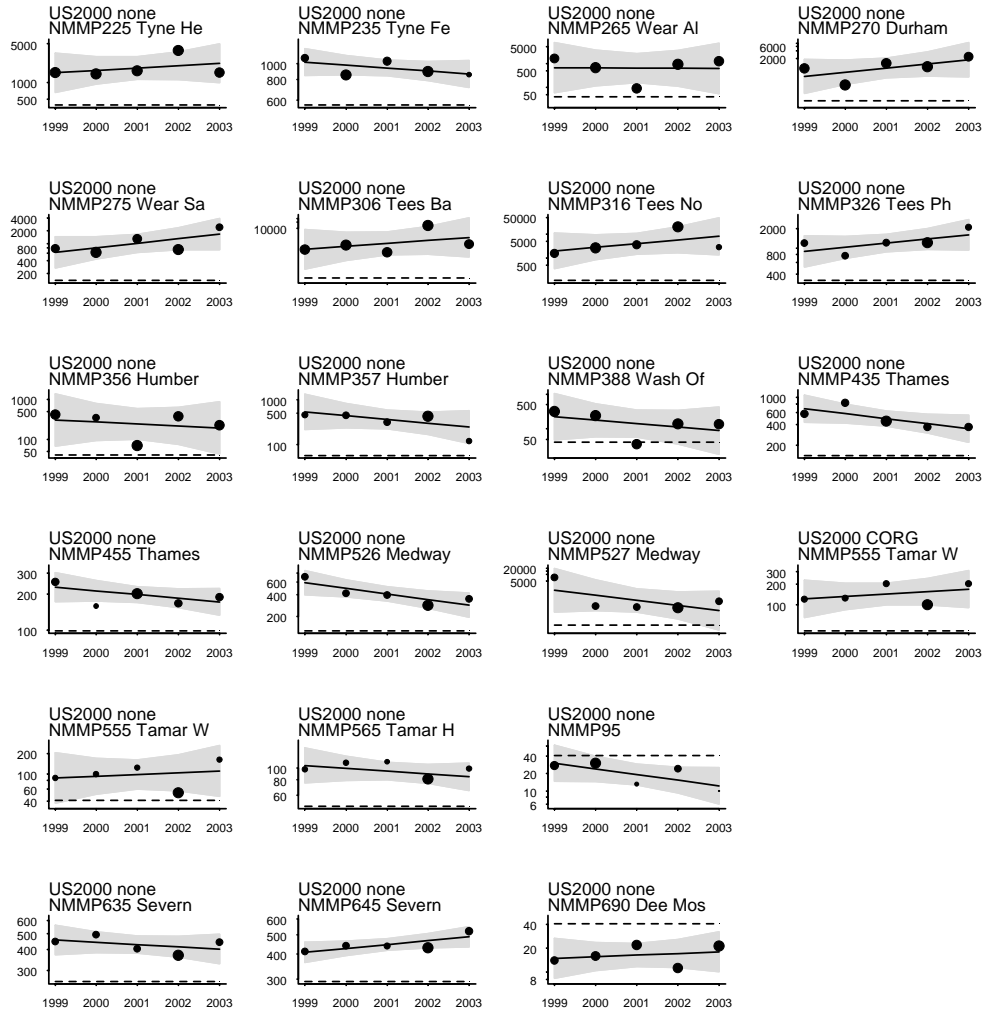 US2000 none
NMMP225 Tyne He
5000
1000
500
1999 2000 2001 2002 2003
US2000 none
NMMP235 Tyne Fe
1000
800
600
1999 2000 2001 2002 2003
US2000 none
NMMP265 Wear Al
5000
500
50
1999 2000 2001 2002 2003
US2000 none
NMMP270 Durham
6000
2000
1999 2000 2001 2002 2003
US2000 none
NMMP275 Wear Sa
4000
2000
800
400
200
1999 2000 2001 2002 2003
US2000 none
NMMP306 Tees Ba
10000
1999 2000 2001 2002 2003
US2000 none
NMMP316 Tees No
50000
5000
500
1999 2000 2001 2002 2003
US2000 none
NMMP326 Tees Ph
2000
800
400
1999 2000 2001 2002 2003
US2000 none
NMMP356 Humber
1000
500
100
50
1999 2000 2001 2002 2003
US2000 none
NMMP357 Humber
1000
500
100
1999 2000 2001 2002 2003
US2000 none
NMMP388 Wash Of
500
50
1999 2000 2001 2002 2003
US2000 none
NMMP435 Thames
1000
600
400
200
1999 2000 2001 2002 2003
US2000 none
NMMP455 Thames
300
200
100
1999 2000 2001 2002 2003
US2000 none
NMMP526 Medway
600
400
200
1999 2000 2001 2002 2003
US2000 none
NMMP527 Medway
20000
5000
1999 2000 2001 2002 2003
US2000 CORG
NMMP555 Tamar W
300
200
100
1999 2000 2001 2002 2003
US2000 none
NMMP555 Tamar W
200
100
60
40
1999 2000 2001 2002 2003
US2000 none
NMMP565 Tamar H
100
80
60
1999 2000 2001 2002 2003
US2000 none
NMMP95
40
20
10
6
1999 2000 2001 2002 2003
US2000 none
NMMP635 Severn
600
500
400
300
1999 2000 2001 2002 2003
US2000 none
NMMP645 Severn
600
500
400
300
1999 2000 2001 2002 2003
US2000 none
NMMP690 Dee Mos
40
20
8
1999 2000 2001 2002 2003